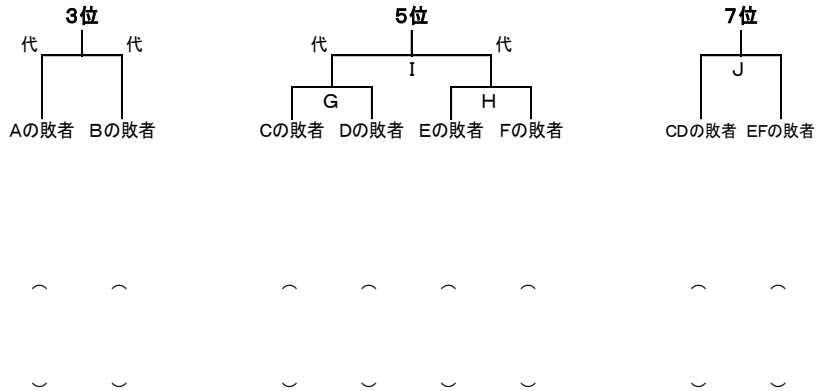 3位 5位 7位
代 代 代 代
I J
G H
Aの敗者 Bの敗者 Cの敗者 Dの敗者 Eの敗者 Fの敗者 CDの敗者 EFの敗者
︵ ︵ ︵ ︵ ︵ ︵ ︵ ︵
︶ ︶ ︶ ︶ ︶ ︶ ︶ ︶